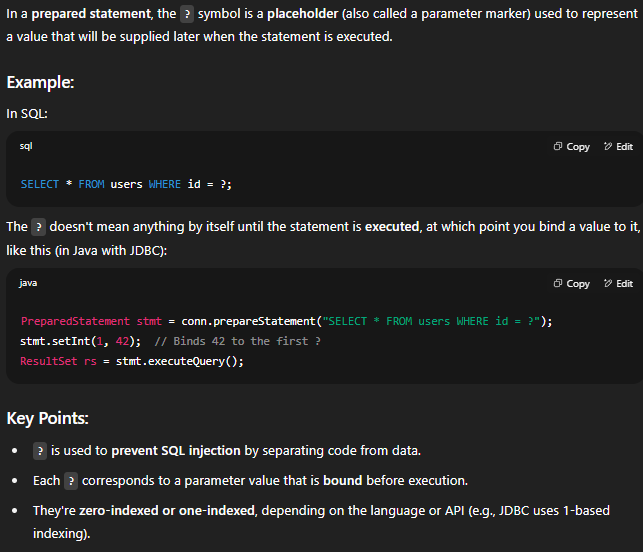 In a prepared statement, the ? symbol is a placeholder (also called a parameter marker) used to represent
a value that will be supplied later when the statement is executed.
Example:
In SQL:
sql Copy Edit
SELECT * FROM users WHERE id = ?;
The ? doesn't mean anything by itself until the statement is executed, at which point you bind a value to it,
like this (in Java with JDBC):
java Copy Edit
PreparedStatement stmt = conn.prepareStatement("SELECT * FROM users WHERE id = ?");
stmt.setInt(1, 42);  // Binds 42 to the first ?
ResultSet rs = stmt.executeQuery();
Key Points:
• ? is used to prevent SQL injection by separating code from data.
• Each ? corresponds to a parameter value that is bound before execution.
• They're zero-indexed or one-indexed, depending on the language or API (e.g., JDBC uses 1-based
indexing).